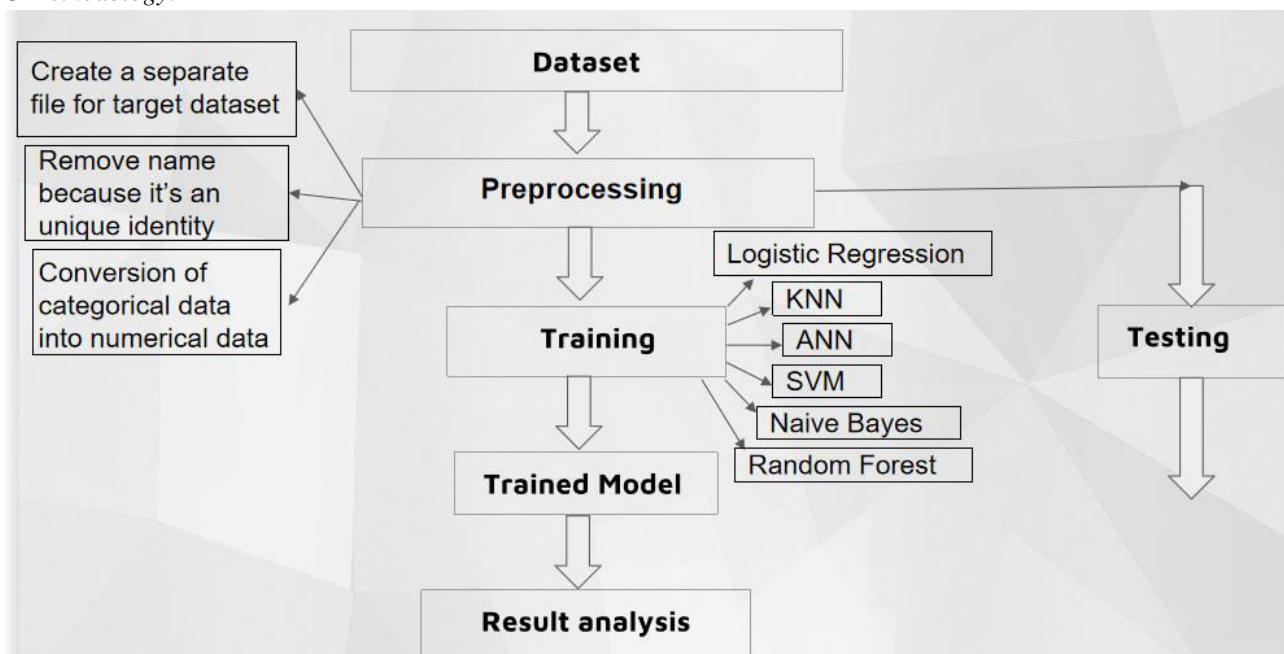 Dataset
Create a separate
file for target dataset
Remove name
because it's an
unique identity
Conversion of
categorical data
into numerical data
Preprocessing
Training
Logistic Regression
KNN
ANN
SVM
Naive Bayes
Random Forest
Testing
Trained Model
Result analysis